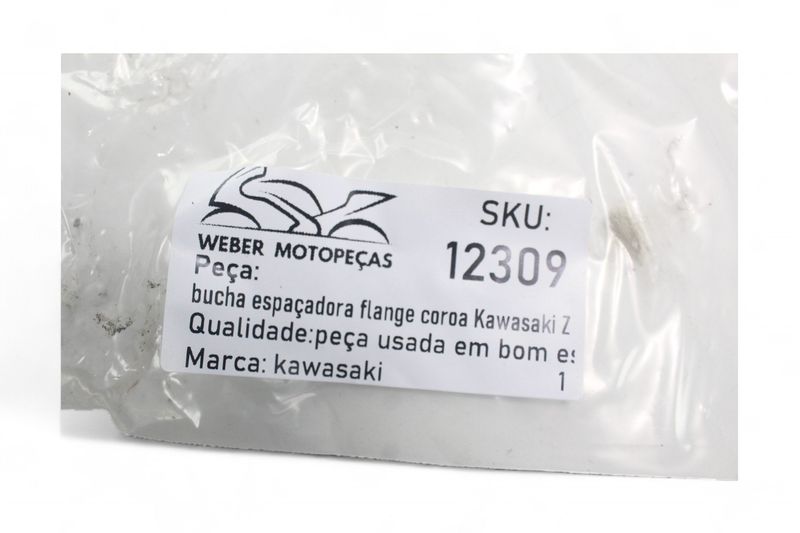 SKU:
WEBER MOTOPEÇAS
12309
Peça:
bucha espaçadora flange coroa Kawasaki Z
Qualidade:peça usada em bom es
Marca: kawasaki 1